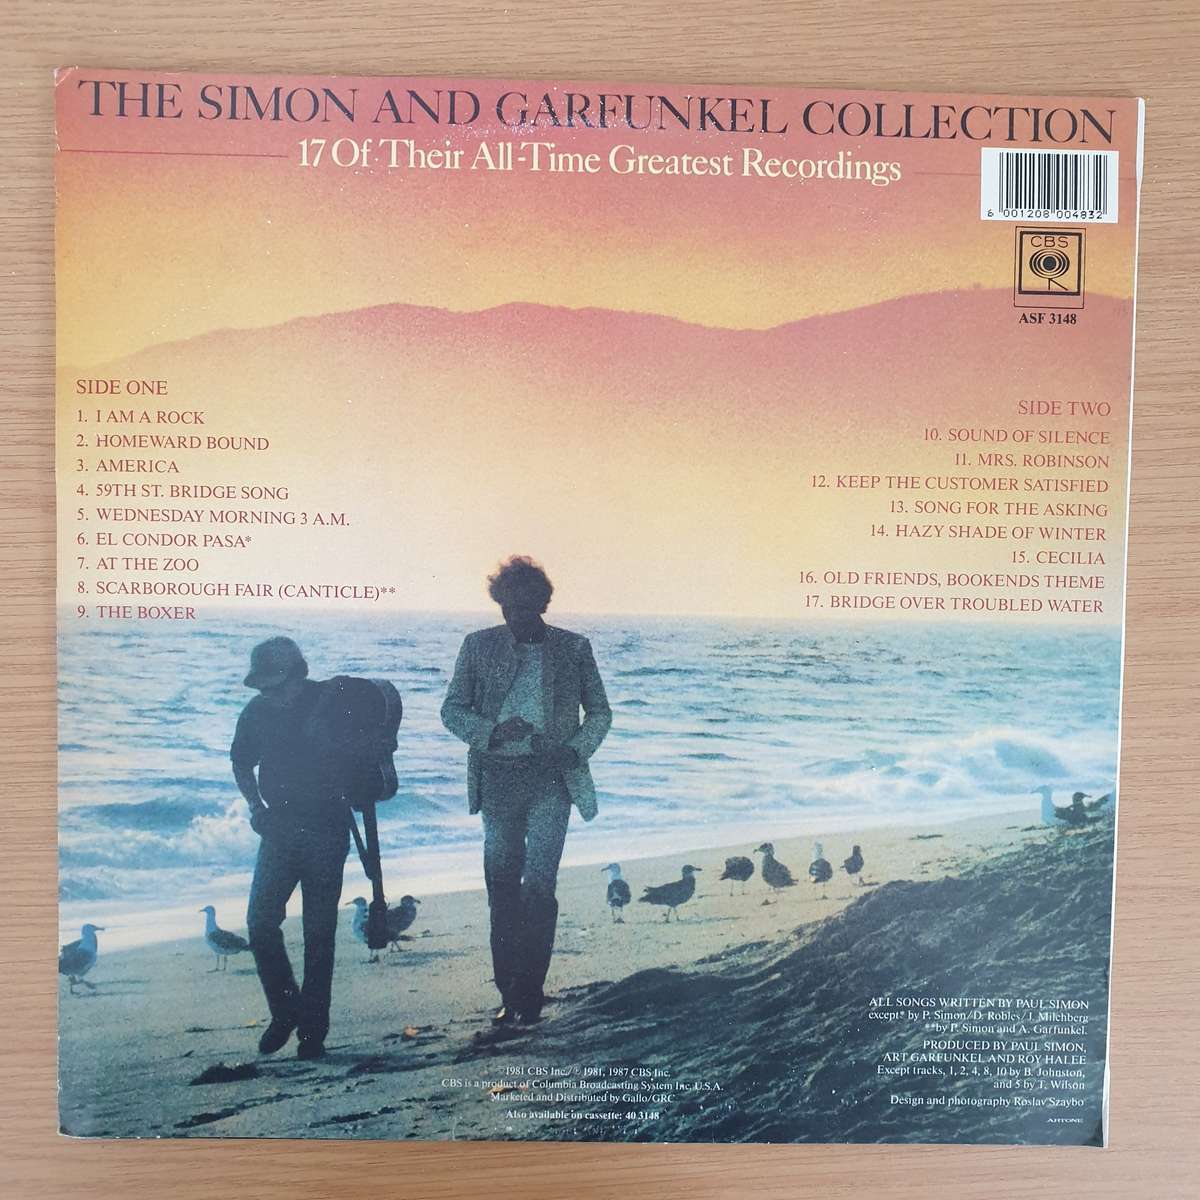 THE SIMON AND GARFUNKEL COLLECTION
17 Of Their All-Time Greatest Recordings
6 001208 004832
CBS
ASF 3148
SIDE ONE
1. I AM A ROCK
2. HOMEWARD BOUND
3. AMERICA
4. 59TH ST. BRIDGE SONG
5. WEDNESDAY MORNING 3 A.M.
6. EL CONDOR PASA*
7. AT THE ZOO
8. SCARBOROUGH FAIR (CANTICLE)**
9. THE BOXER
SIDE TWO
10. SOUND OF SILENCE
11. MRS. ROBINSON
12. KEEP THE CUSTOMER SATISFIED
13. SONG FOR THE ASKING
14. HAZY SHADE OF WINTER
15. CECILIA
16. OLD FRIENDS, BOOKENDS THEME
17. BRIDGE OVER TROUBLED WATER
ALL SONGS WRITTEN BY PAUL SIMON
except* by P. Simon/D. Robles/J. Milchberg
**by P. Simon and A. Garfunkel.
PRODUCED BY PAUL SIMON,
ART GARFUNKEL AND ROY HALEE
Except tracks, 1, 2, 4, 8, 10 by B. Johnston,
and 5 by T. Wilson
Design and photography Roslav Szaybo
ARTONE
©1981 CBS Inc./℗ 1981, 1987 CBS Inc.
CBS is a product of Columbia Broadcasting System Inc. U.S.A.
Marketed and Distributed by Gallo/GRC
Also available on cassette: 40 3148